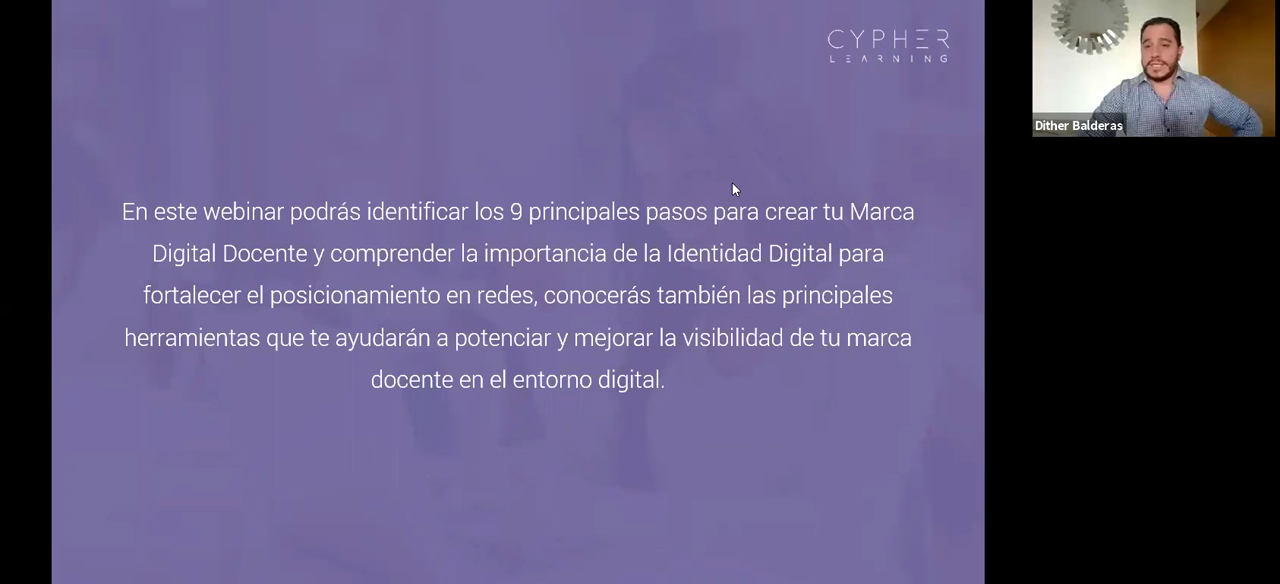 CYPHER
LEARNING
Dither Balderas
En este webinar podrás identificar los 9 principales pasos para crear tu Marca
Digital Docente y comprender la importancia de la Identidad Digital para
fortalecer el posicionamiento en redes, conocerás también las principales
herramientas que te ayudarán a potenciar y mejorar la visibilidad de tu marca
docente en el entorno digital.